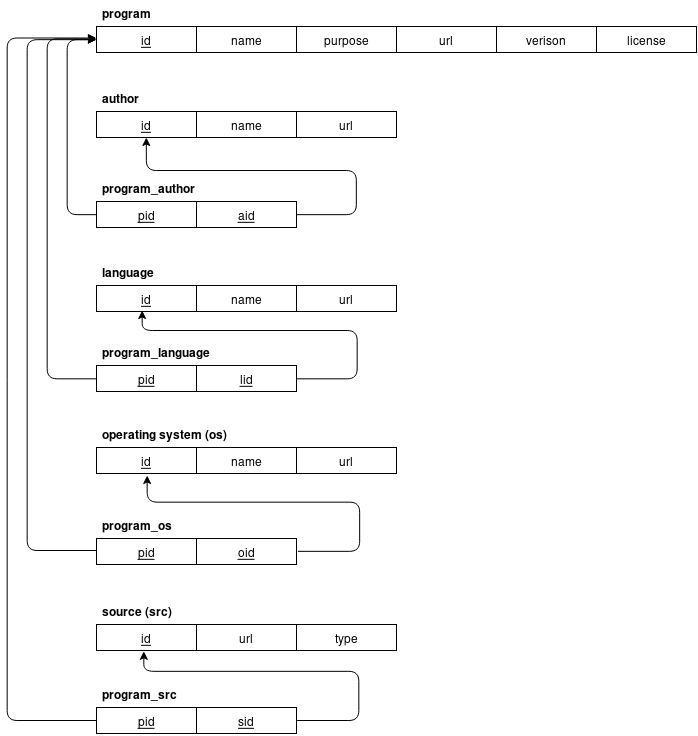 program
id name purpose url verison license
author
id name url
program_author
pid aid
language
id name url
program_language
pid lid
operating system (os)
id name url
program_os
pid oid
source (src)
id url type
program_src
pid sid